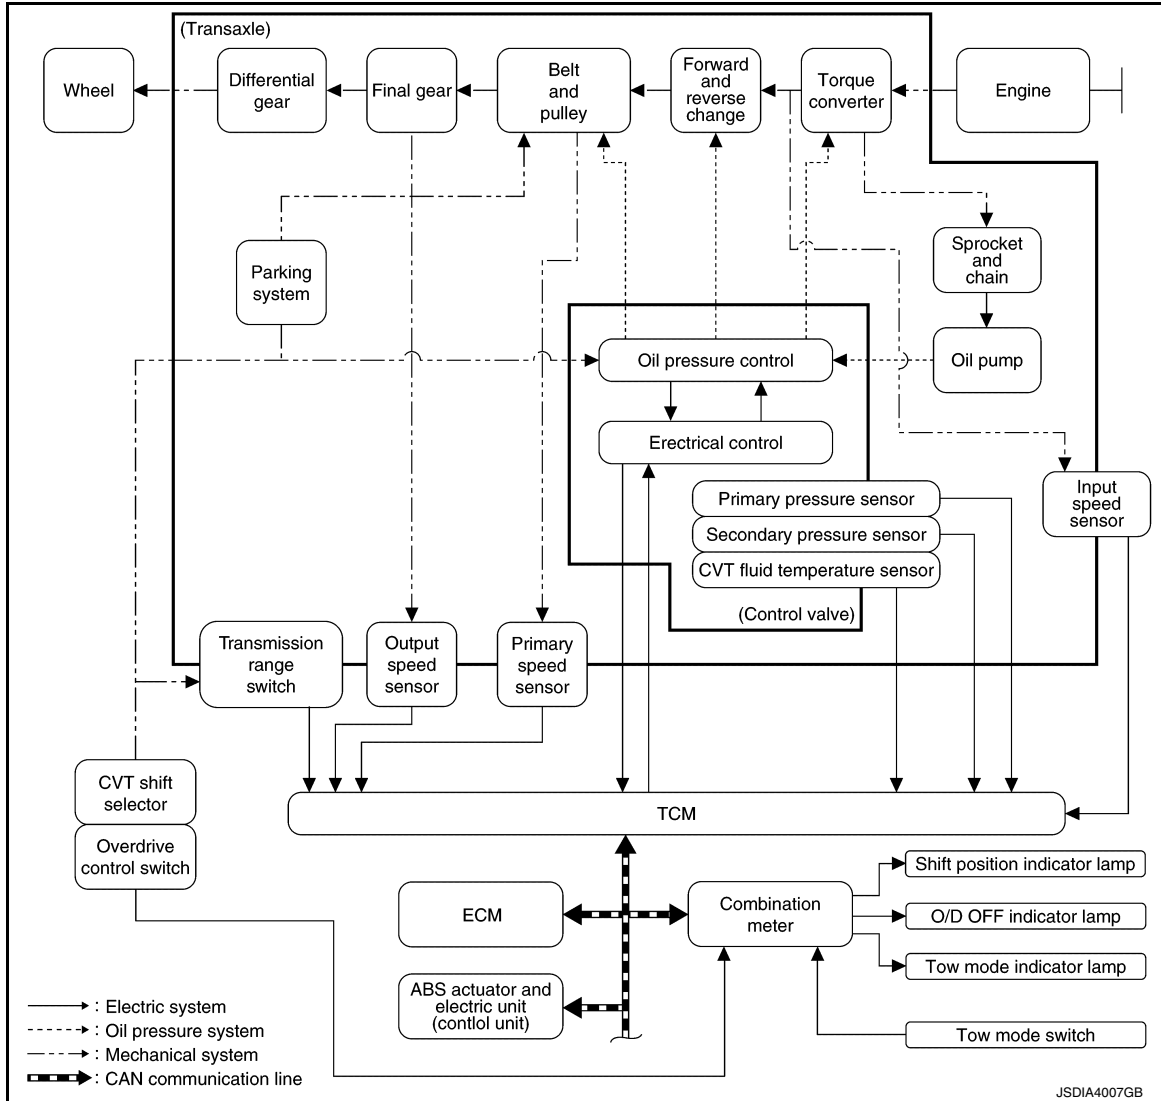 (Transaxle)
Wheel
Differential
gear
Final gear
Belt
and
pulley
Forward
and
reverse
change
Torque
converter
Engine
Parking
system
Sprocket
and
chain
Oil pressure control
Oil pump
Erectrical control
Primary pressure sensor
Secondary pressure sensor
CVT fluid temperature sensor
Input
speed
sensor
(Control valve)
Transmission
range
switch
Output
speed
sensor
Primary
speed
sensor
CVT shift
selector
Overdrive
control switch
TCM
ECM
Combination
meter
Shift position indicator lamp
O/D OFF indicator lamp
Tow mode indicator lamp
ABS actuator and
electric unit
(contlol unit)
Tow mode switch
: Electric system
: Oil pressure system
: Mechanical system
: CAN communication line
JSDIA4007GB